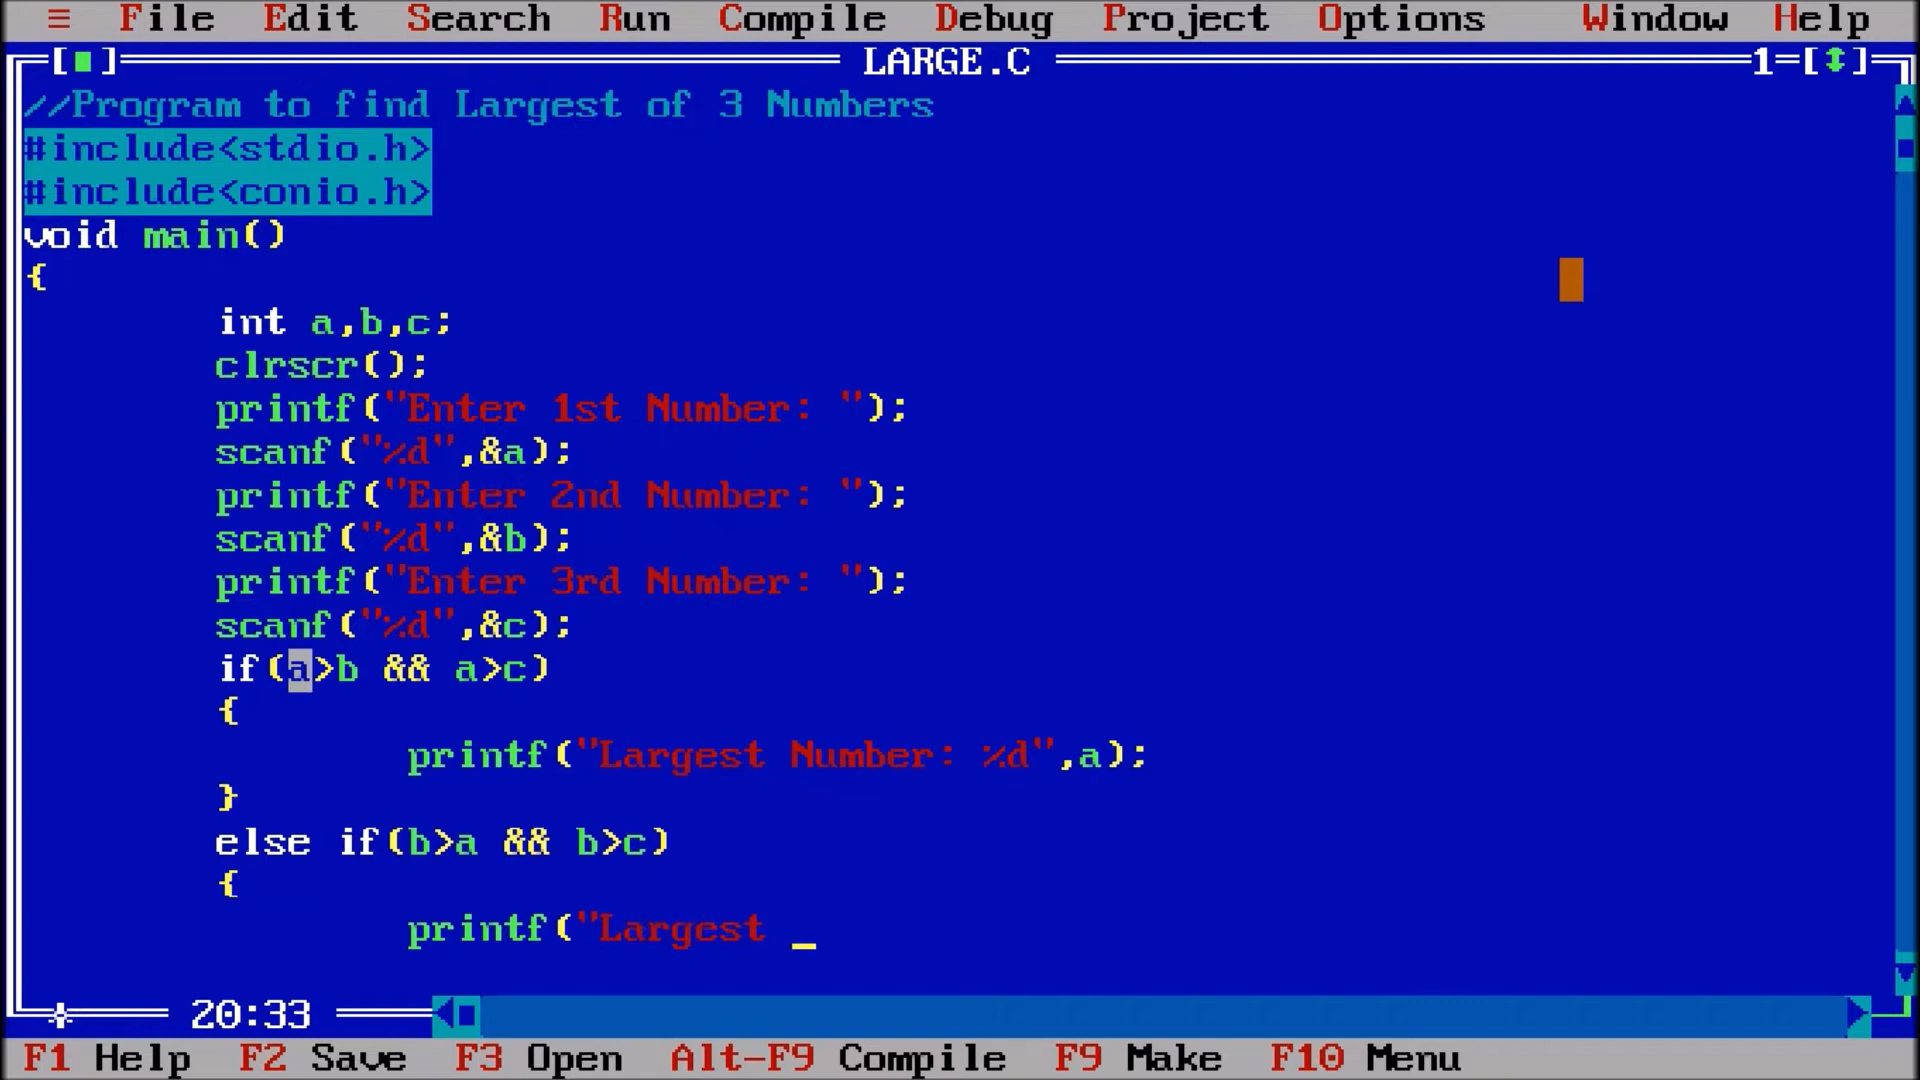 ≡ File Edit Search Run Compile Debug Project Options Window Help
[■] LARGE.C 1=[↕]
//Program to find Largest of 3 Numbers
#include<stdio.h>
#include<conio.h>
void main()
{
int a,b,c;
clrscr();
printf("Enter 1st Number: ");
scanf("%d",&a);
printf("Enter 2nd Number: ");
scanf("%d",&b);
printf("Enter 3rd Number: ");
scanf("%d",&c);
if(a>b && a>c)
{
printf("Largest Number: %d",a);
}
else if(b>a && b>c)
{
printf("Largest _
20:33
F1 Help F2 Save F3 Open Alt-F9 Compile F9 Make F10 Menu